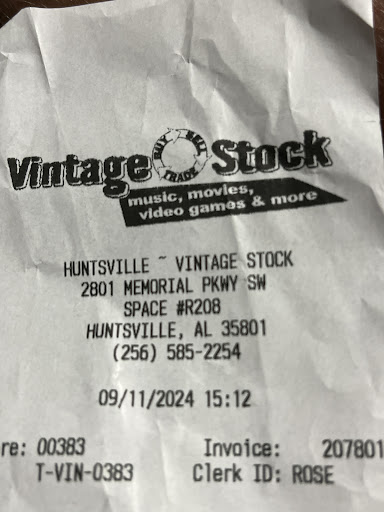 Vintage Stock
BUY SELL TRADE
music, movies,
video games & more
HUNTSVILLE ~ VINTAGE STOCK
2801 MEMORIAL PKWY SW
SPACE #R208
HUNTSVILLE, AL 35801
(256) 585-2254
09/11/2024 15:12
re: 00383 Invoice: 207801
T-VIN-0383 Clerk ID: ROSE